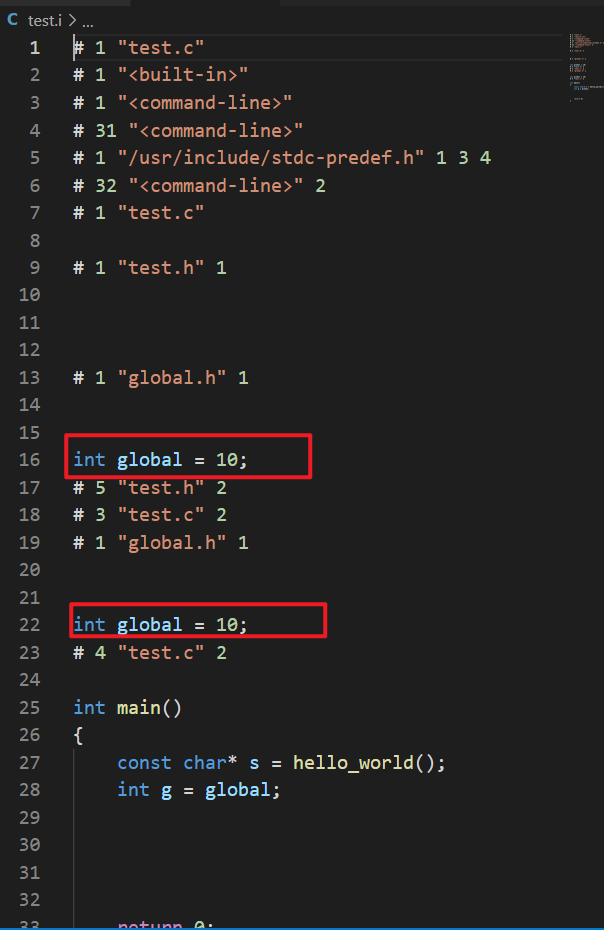 C test.i > ...
1 # 1 "test.c"
2 # 1 "<built-in>"
3 # 1 "<command-line>"
4 # 31 "<command-line>"
5 # 1 "/usr/include/stdc-predef.h" 1 3 4
6 # 32 "<command-line>" 2
7 # 1 "test.c"
8
9 # 1 "test.h" 1
10
11
12
13 # 1 "global.h" 1
14
15
16 int global = 10;
17 # 5 "test.h" 2
18 # 3 "test.c" 2
19 # 1 "global.h" 1
20
21
22 int global = 10;
23 # 4 "test.c" 2
24
25 int main()
26 {
27 const char* s = hello_world();
28 int g = global;
29
30
31
32
33 return 0;